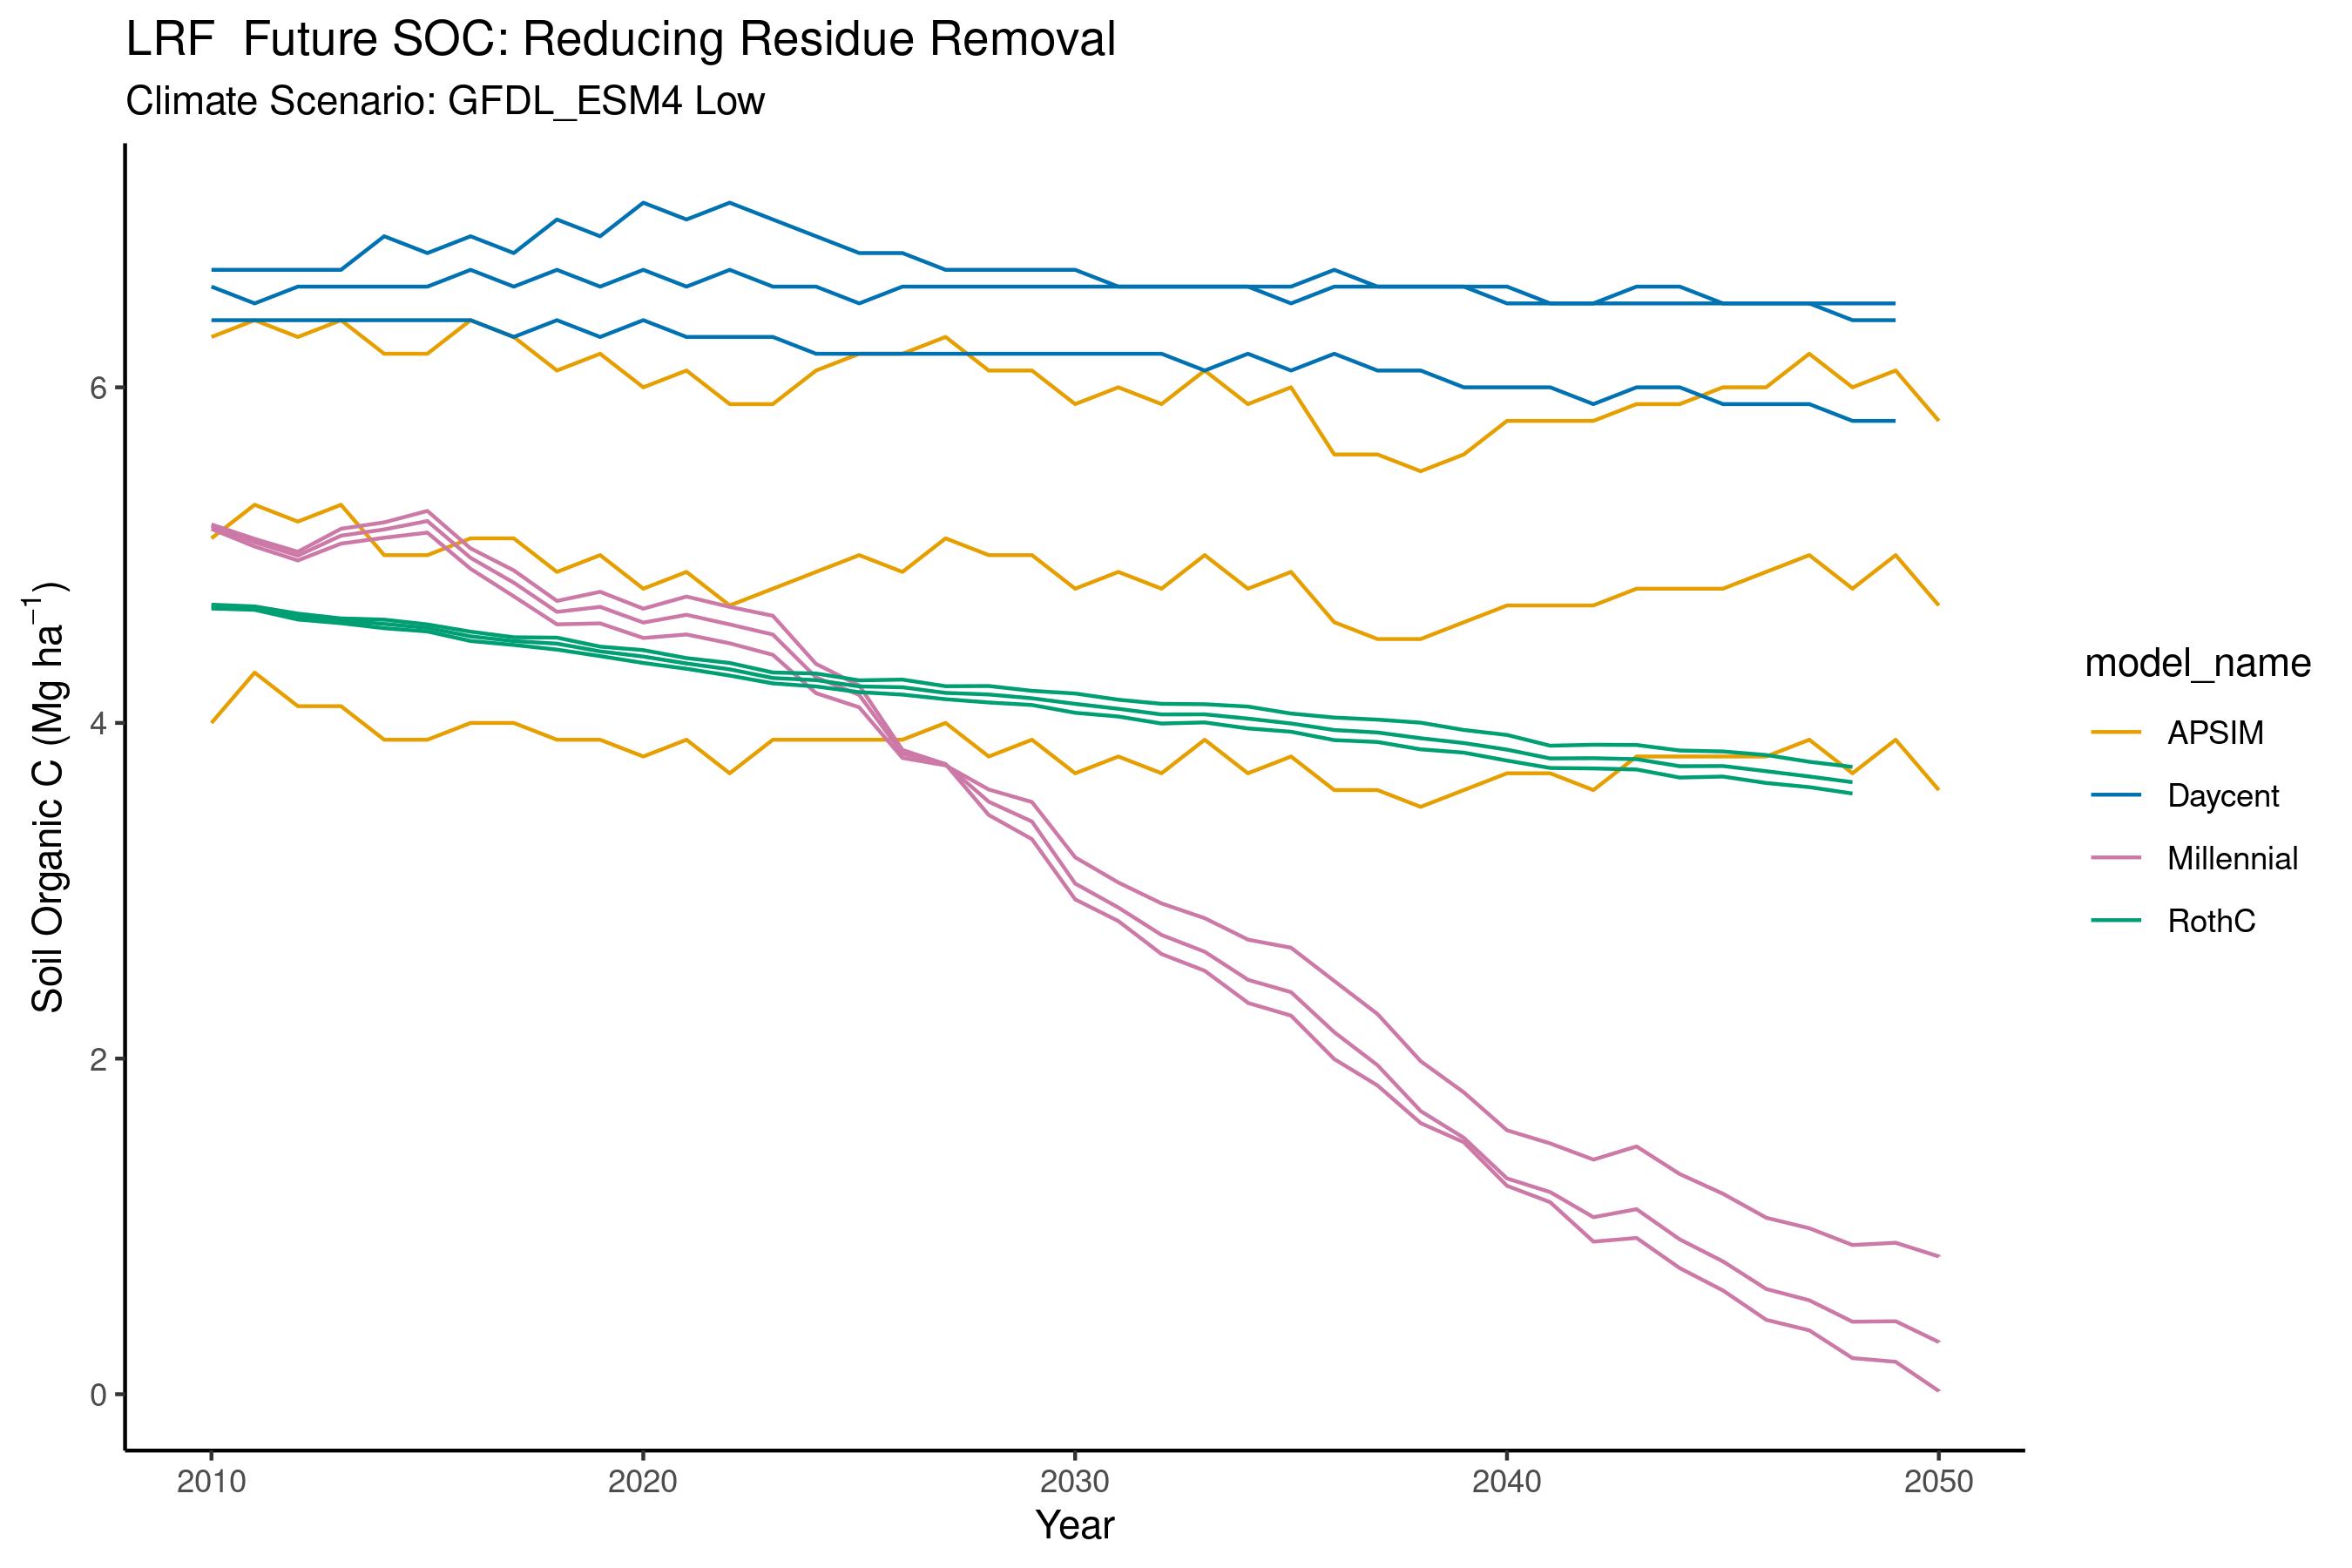 LRF  Future SOC: Reducing Residue Removal
Climate Scenario: GFDL_ESM4 Low
Soil Organic C (Mg ha⁻¹)
6
4
2
0
2010
2020
2030
2040
2050
Year
model_name
APSIM
Daycent
Millennial
RothC